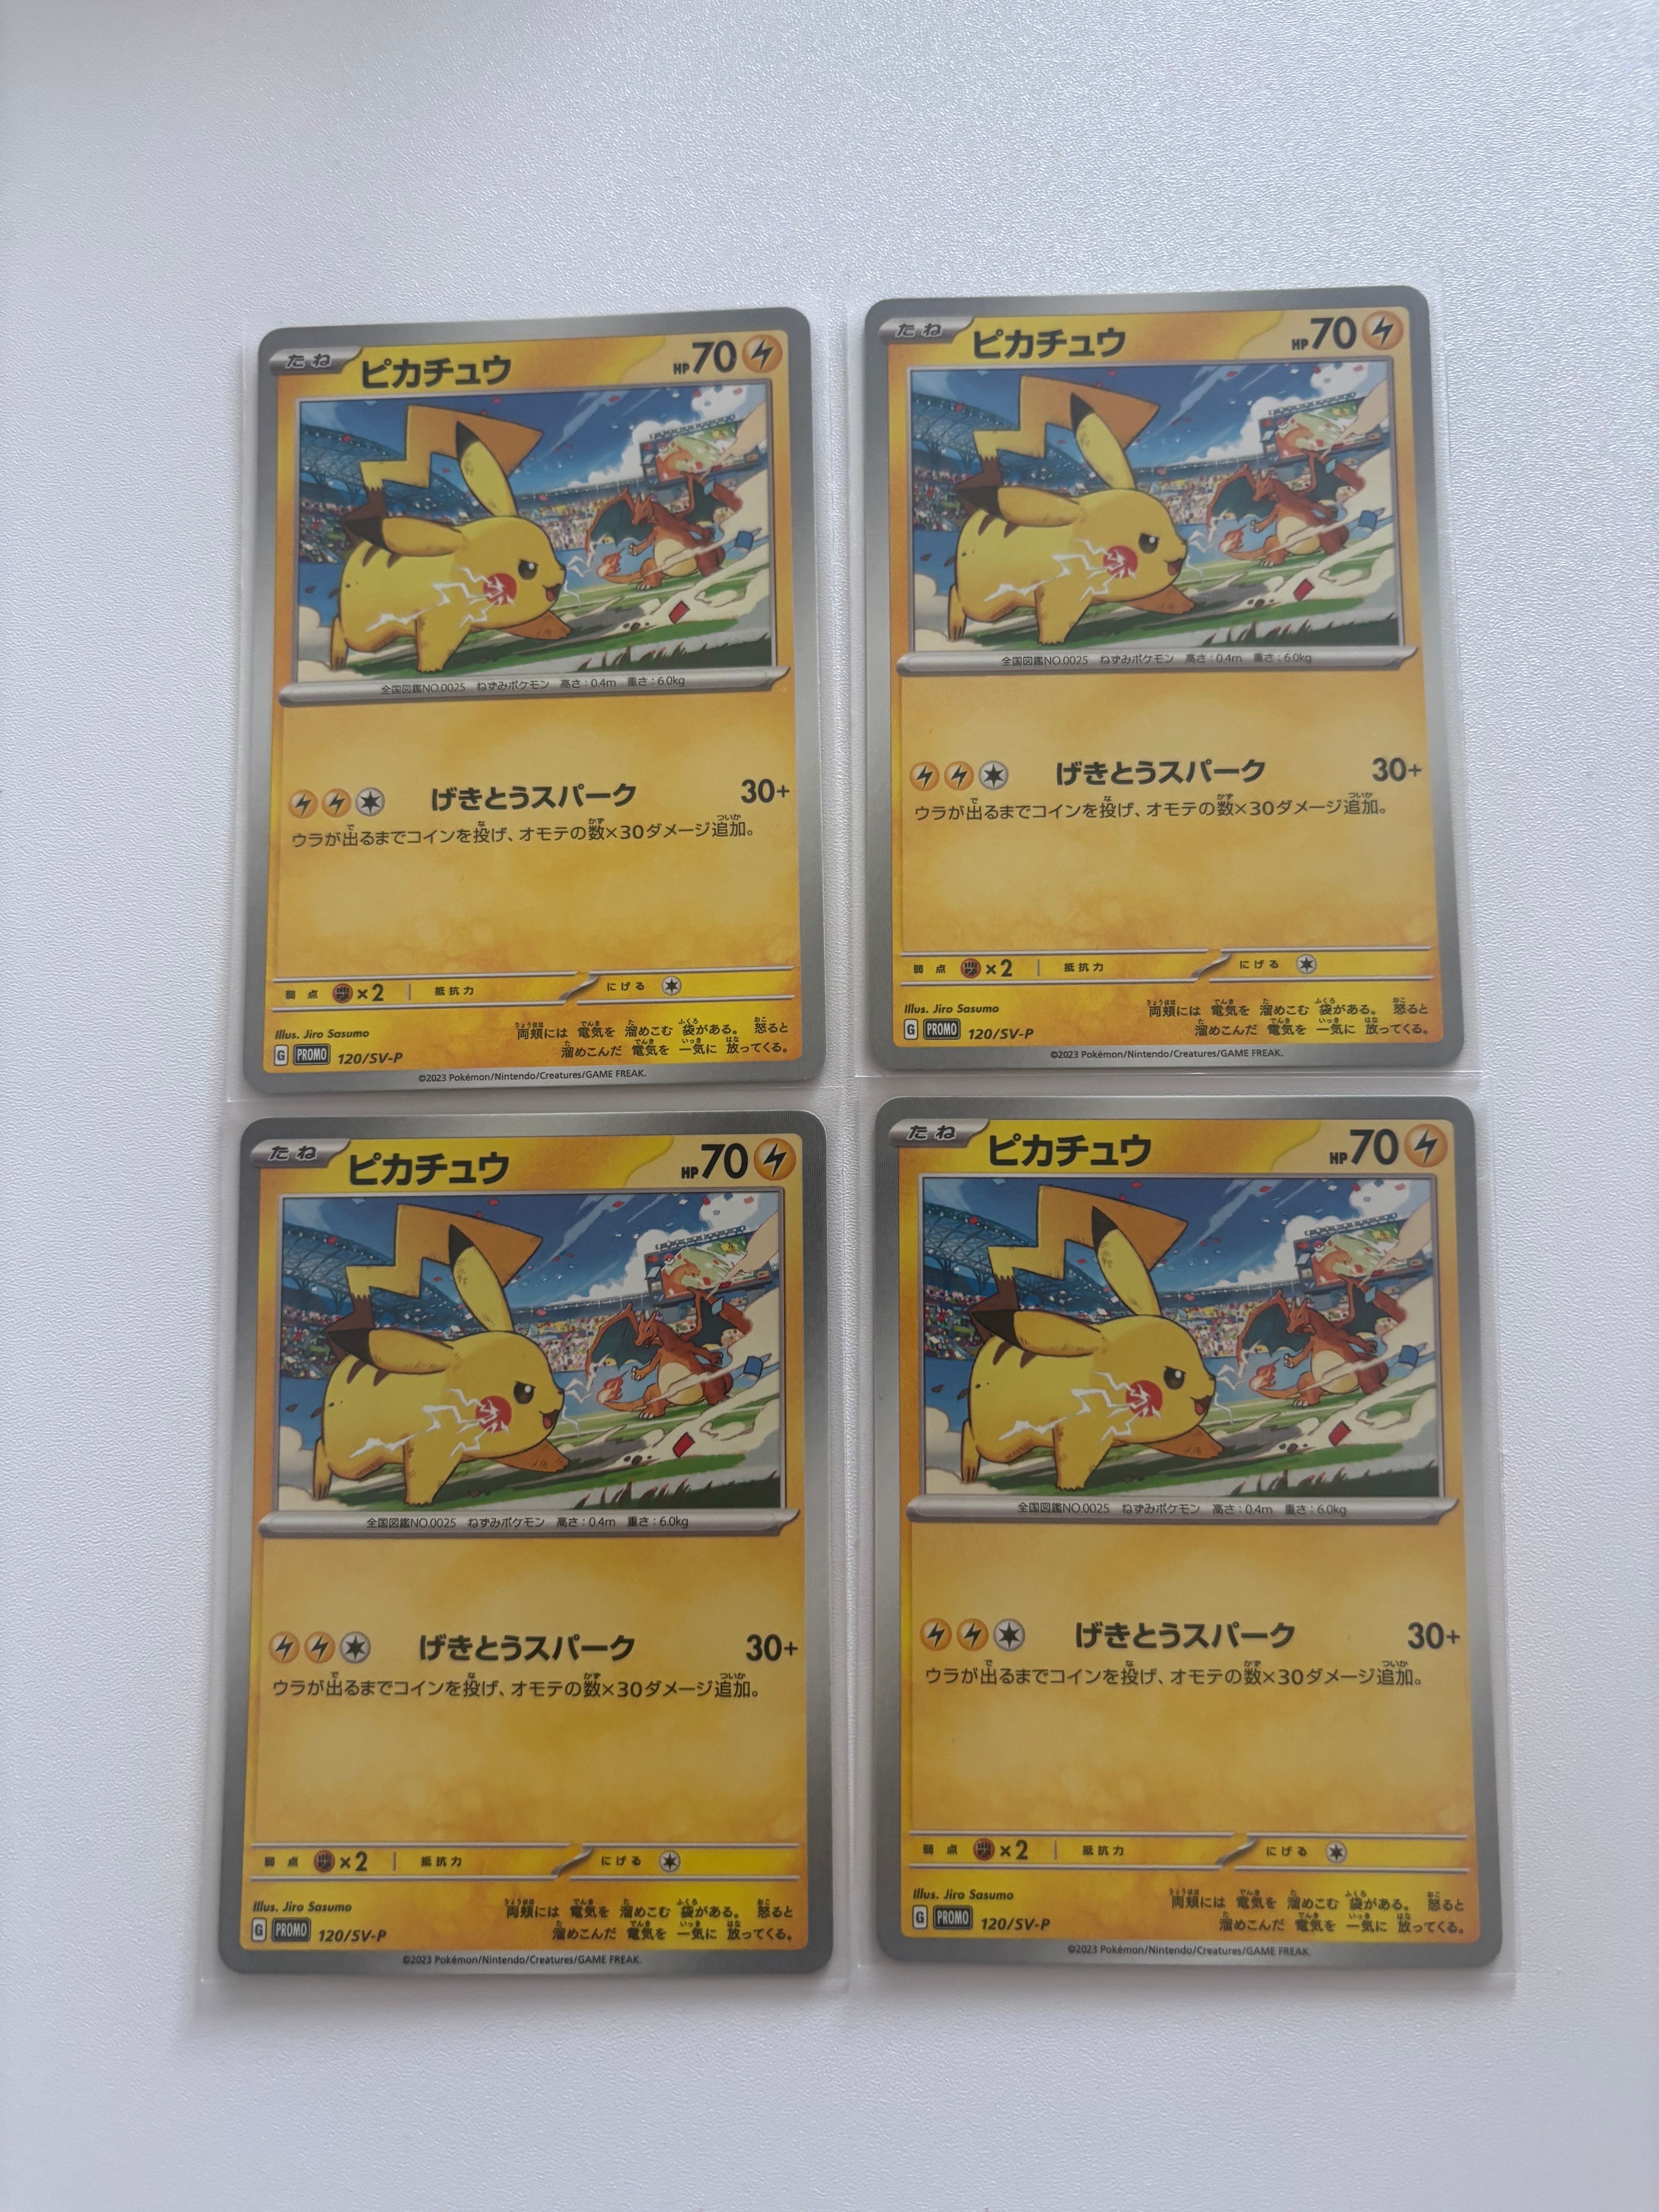 たね ピカチュウ HP70
全国図鑑NO.0025 ねずみポケモン 高さ:0.4m 重さ:6.0kg
げきとうスパーク 30+
ウラが出るまでコインを投げ、オモテの数×30ダメージ追加。
弱点 ×2 抵抗力 にげる
Illus. Jiro Sasumo
両頬には 電気を 溜めこむ 袋がある。 怒ると
溜めこんだ 電気を 一気に 放ってくる。
G PROMO 120/SV-P
©2023 Pokémon/Nintendo/Creatures/GAME FREAK.
たね ピカチュウ HP70
全国図鑑NO.0025 ねずみポケモン 高さ:0.4m 重さ:6.0kg
げきとうスパーク 30+
ウラが出るまでコインを投げ、オモテの数×30ダメージ追加。
弱点 ×2 抵抗力 にげる
Illus. Jiro Sasumo
両頬には 電気を 溜めこむ 袋がある。 怒ると
溜めこんだ 電気を 一気に 放ってくる。
G PROMO 120/SV-P
©2023 Pokémon/Nintendo/Creatures/GAME FREAK.
たね ピカチュウ HP70
全国図鑑NO.0025 ねずみポケモン 高さ:0.4m 重さ:6.0kg
げきとうスパーク 30+
ウラが出るまでコインを投げ、オモテの数×30ダメージ追加。
弱点 ×2 抵抗力 にげる
Illus. Jiro Sasumo
両頬には 電気を 溜めこむ 袋がある。 怒ると
溜めこんだ 電気を 一気に 放ってくる。
G PROMO 120/SV-P
©2023 Pokémon/Nintendo/Creatures/GAME FREAK.
たね ピカチュウ HP70
全国図鑑NO.0025 ねずみポケモン 高さ:0.4m 重さ:6.0kg
げきとうスパーク 30+
ウラが出るまでコインを投げ、オモテの数×30ダメージ追加。
弱点 ×2 抵抗力 にげる
Illus. Jiro Sasumo
両頬には 電気を 溜めこむ 袋がある。 怒ると
溜めこんだ 電気を 一気に 放ってくる。
G PROMO 120/SV-P
©2023 Pokémon/Nintendo/Creatures/GAME FREAK.